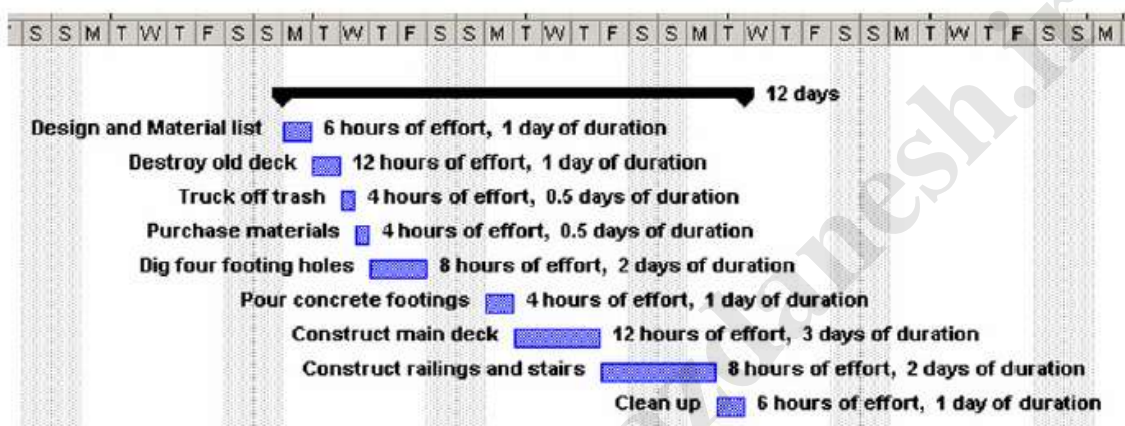 S S M T W T F S S M T W T F S S M T W T F S S M T W T F S S M T W T F S S M
12 days
Design and Material list 6 hours of effort, 1 day of duration
Destroy old deck 12 hours of effort, 1 day of duration
Truck off trash 4 hours of effort, 0.5 days of duration
Purchase materials 4 hours of effort, 0.5 days of duration
Dig four footing holes 8 hours of effort, 2 days of duration
Pour concrete footings 4 hours of effort, 1 day of duration
Construct main deck 12 hours of effort, 3 days of duration
Construct railings and stairs 8 hours of effort, 2 days of duration
Clean up 6 hours of effort, 1 day of duration